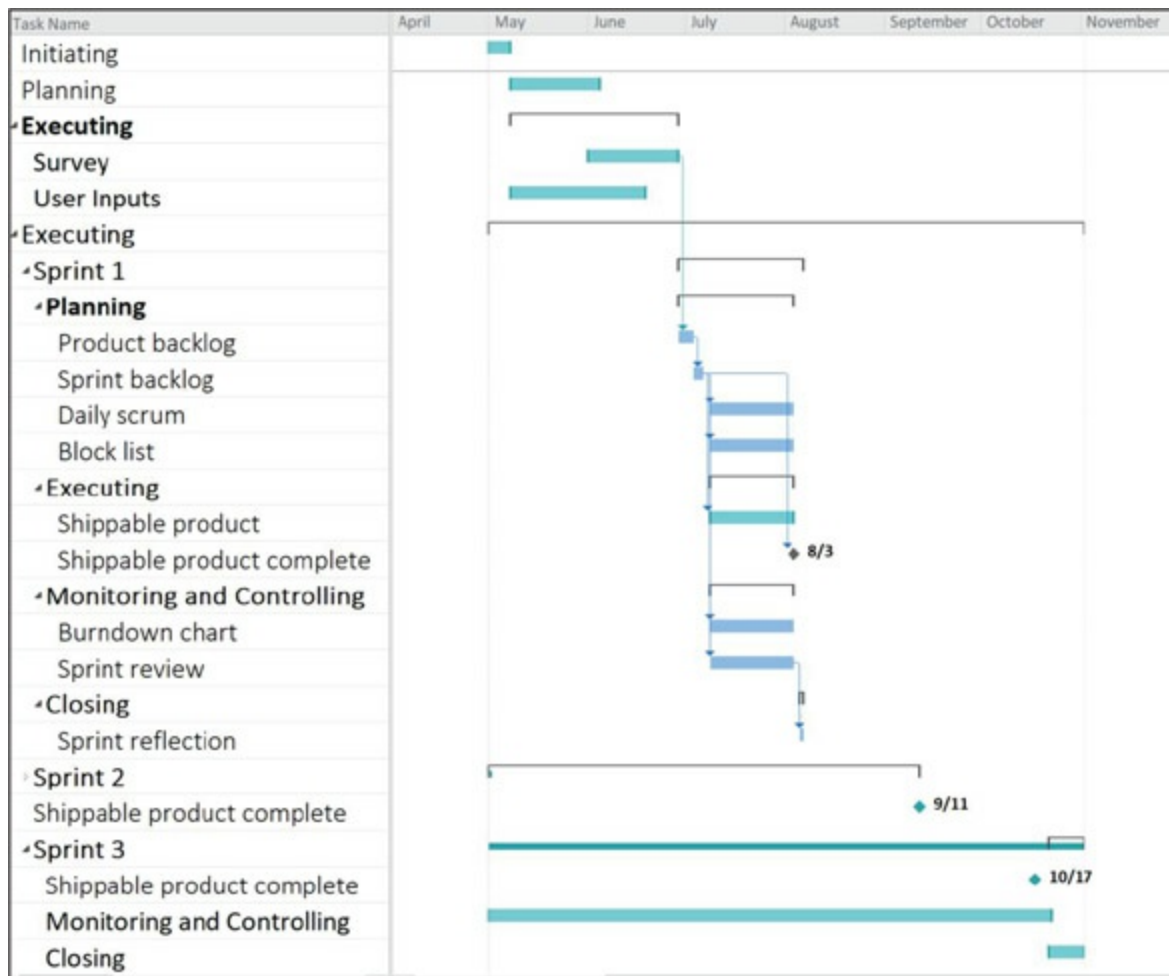 Task Name April May June July August September October November
Initiating
Planning
Executing
Survey
User Inputs
Executing
Sprint 1
Planning
Product backlog
Sprint backlog
Daily scrum
Block list
Executing
Shippable product
Shippable product complete 8/3
Monitoring and Controlling
Burndown chart
Sprint review
Closing
Sprint reflection
Sprint 2
Shippable product complete 9/11
Sprint 3
Shippable product complete 10/17
Monitoring and Controlling
Closing